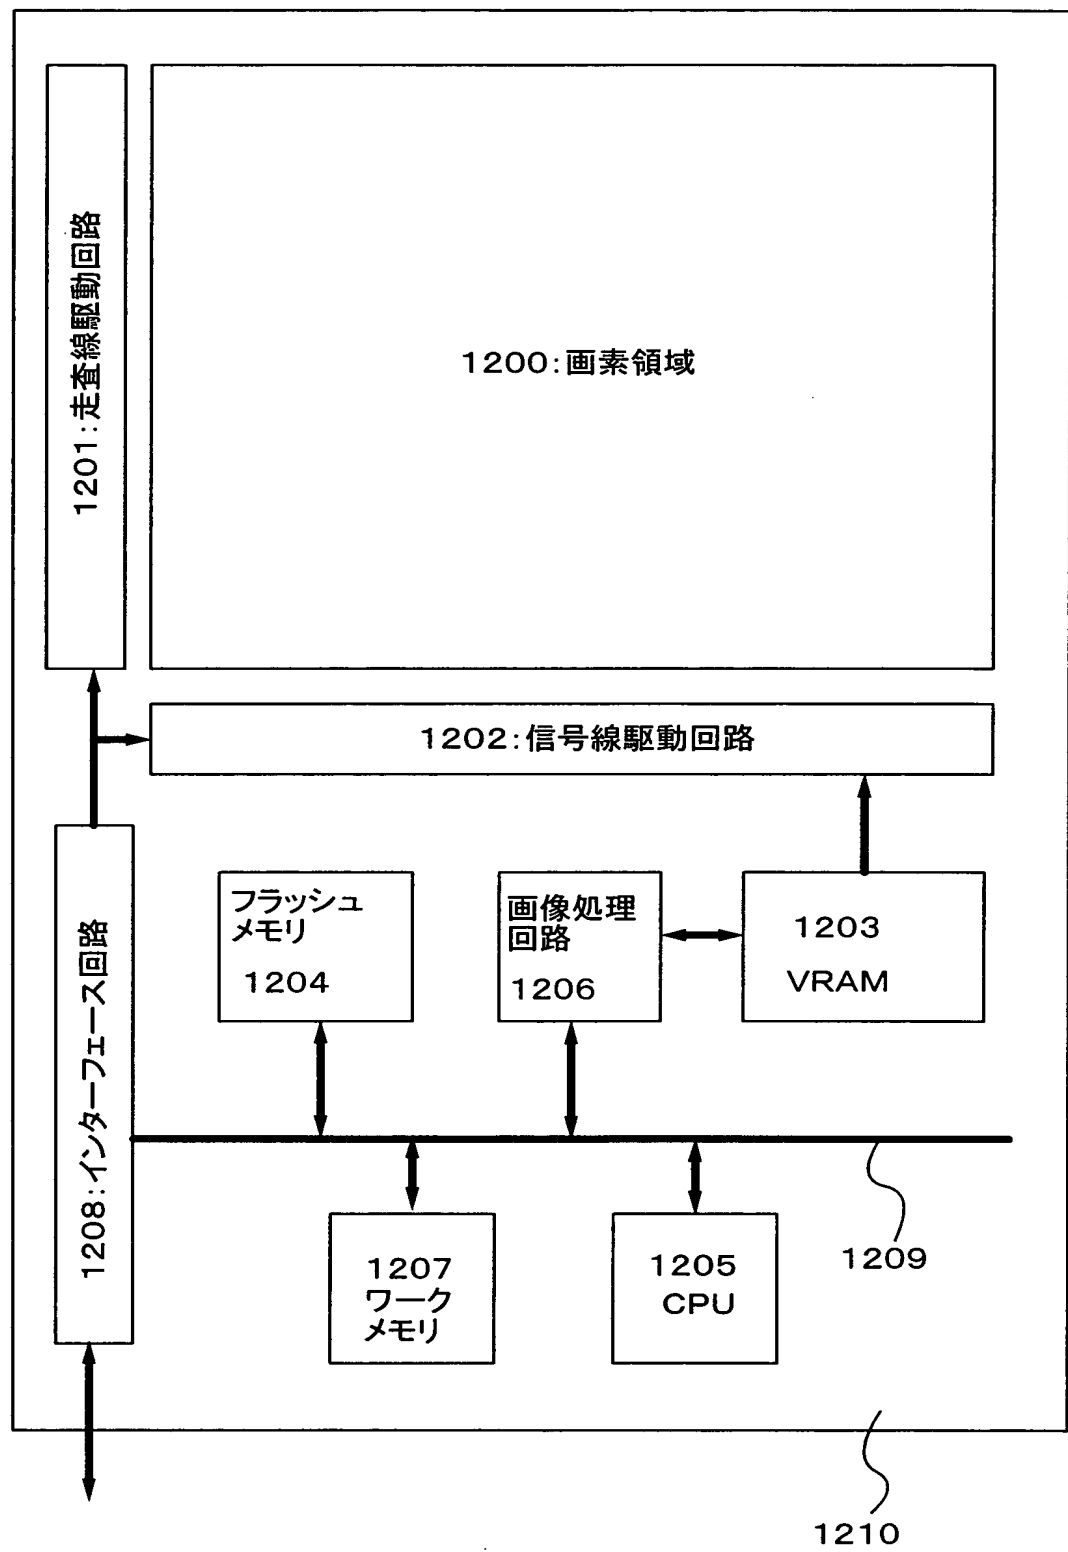 1201:走査線駆動回路
1200:画素領域
1202:信号線駆動回路
1208:インターフェース回路
フラッシュ
メモリ
1204
画像処理
回路
1206
1203
VRAM
1207
ワーク
メモリ
1205
CPU
1209
1210